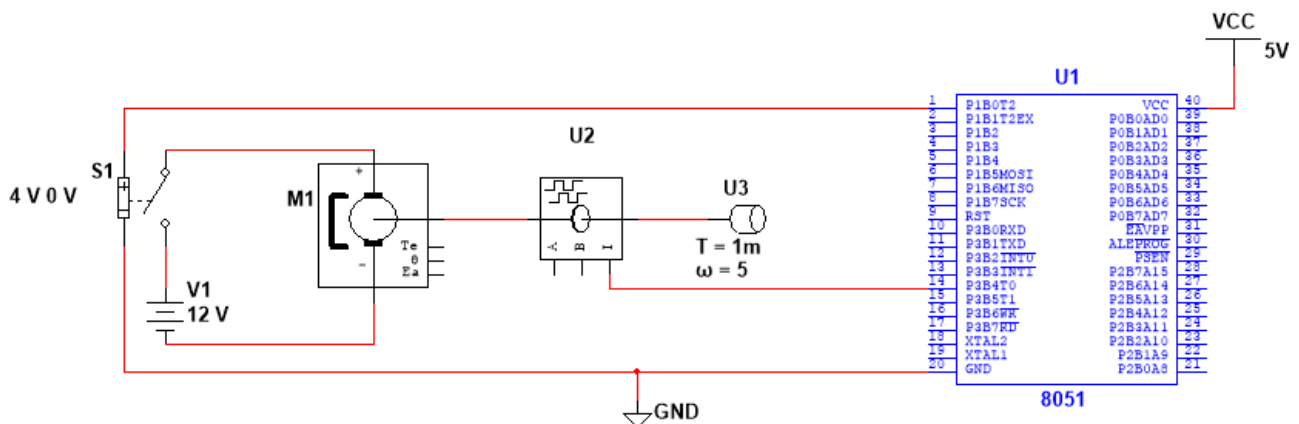 VCC
5V
U1
U2
S1
4 V 0 V
M1
+
-
Te
θ
Ea
V1
12 V
A
B
I
U3
T = 1m
ω = 5
GND
1 P1B0T2 VCC 40
2 P1B1T2EX P0B0AD0 39
3 P1B2 P0B1AD1 38
4 P1B3 P0B2AD2 37
5 P1B4 P0B3AD3 36
6 P1B5MOSI P0B4AD4 35
7 P1B6MISO P0B5AD5 34
8 P1B7SCK P0B6AD6 33
9 RST P0B7AD7 32
10 P3B0RXD EAVPP 31
11 P3B1TXD ALEPROG 30
12 P3B2INT0 PSEN 29
13 P3B3INT1 P2B7A15 28
14 P3B4T0 P2B6A14 27
15 P3B5T1 P2B5A13 26
16 P3B6WR P2B4A12 25
17 P3B7RD P2B3A11 24
18 XTAL2 P2B2A10 23
19 XTAL1 P2B1A9 22
20 GND P2B0A8 21
8051